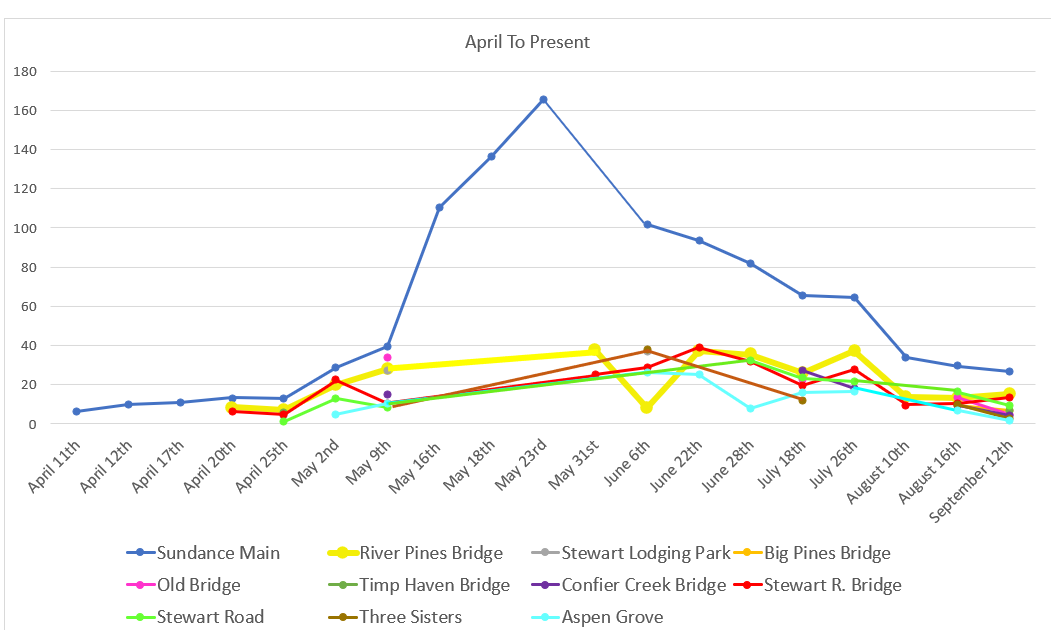 April To Present
180
160
140
120
100
80
60
40
20
0
April 11th
April 12th
April 17th
April 20th
April 25th
May 2nd
May 9th
May 16th
May 18th
May 23rd
May 31st
June 6th
June 22th
June 28th
July 18th
July 26th
August 10th
August 16th
September 12th
Sundance Main River Pines Bridge Stewart Lodging Park Big Pines Bridge
Old Bridge Timp Haven Bridge Confier Creek Bridge Stewart R. Bridge
Stewart Road Three Sisters Aspen Grove